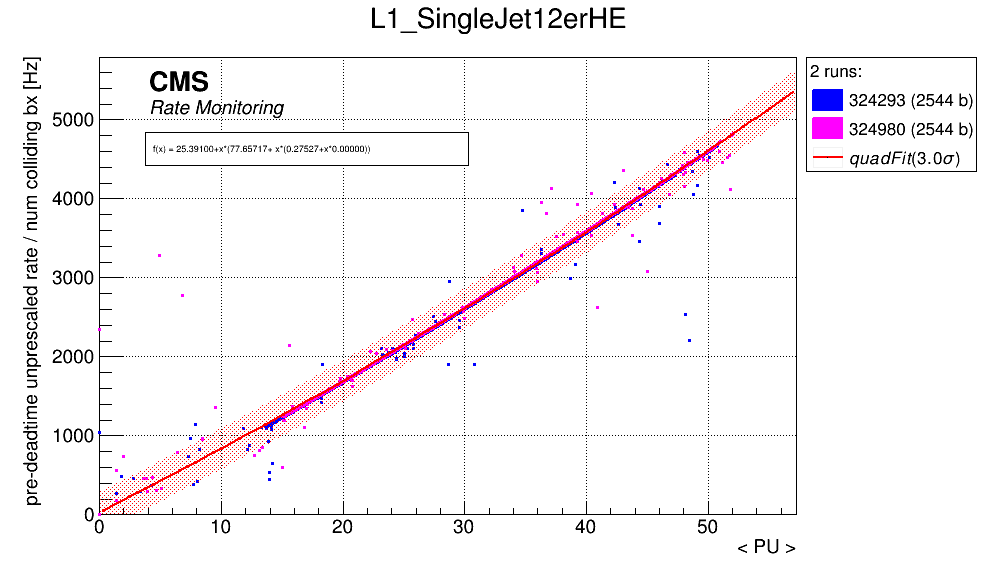 L1_SingleJet12erHE
pre-deadtime unprescaled rate / num colliding bx [Hz]
CMS
Rate Monitoring
f(x) = 25.39100+x*(77.65717+ x*(0.27527+x*0.00000))
2 runs:
324293 (2544 b)
324980 (2544 b)
quadFit(3.0σ)
5000
4000
3000
2000
1000
0
0 10 20 30 40 50
< PU >